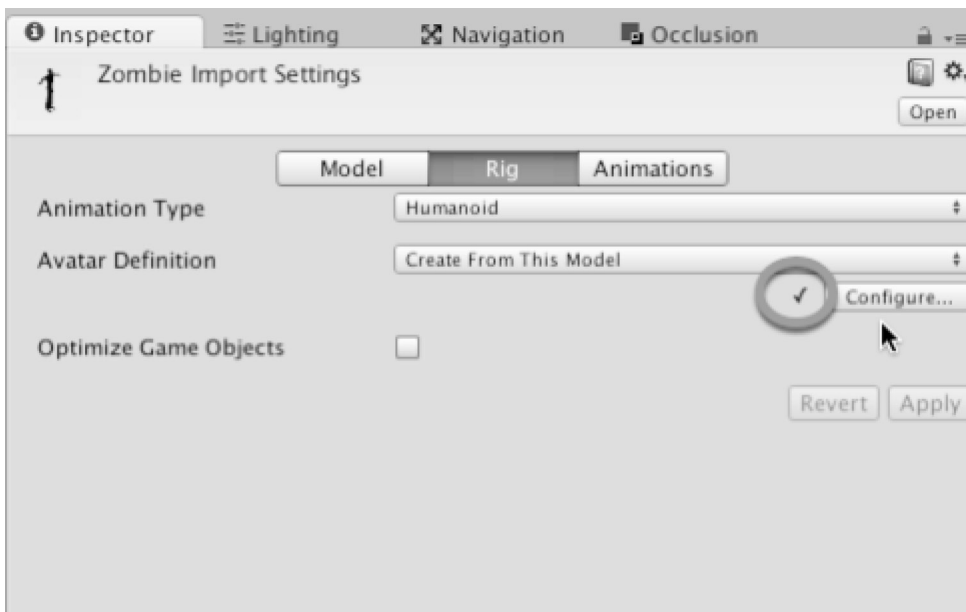 Inspector Lighting Navigation Occlusion
Zombie Import Settings
Open
Model Rig Animations
Animation Type Humanoid
Avatar Definition Create From This Model
✓ Configure...
Optimize Game Objects
Revert Apply